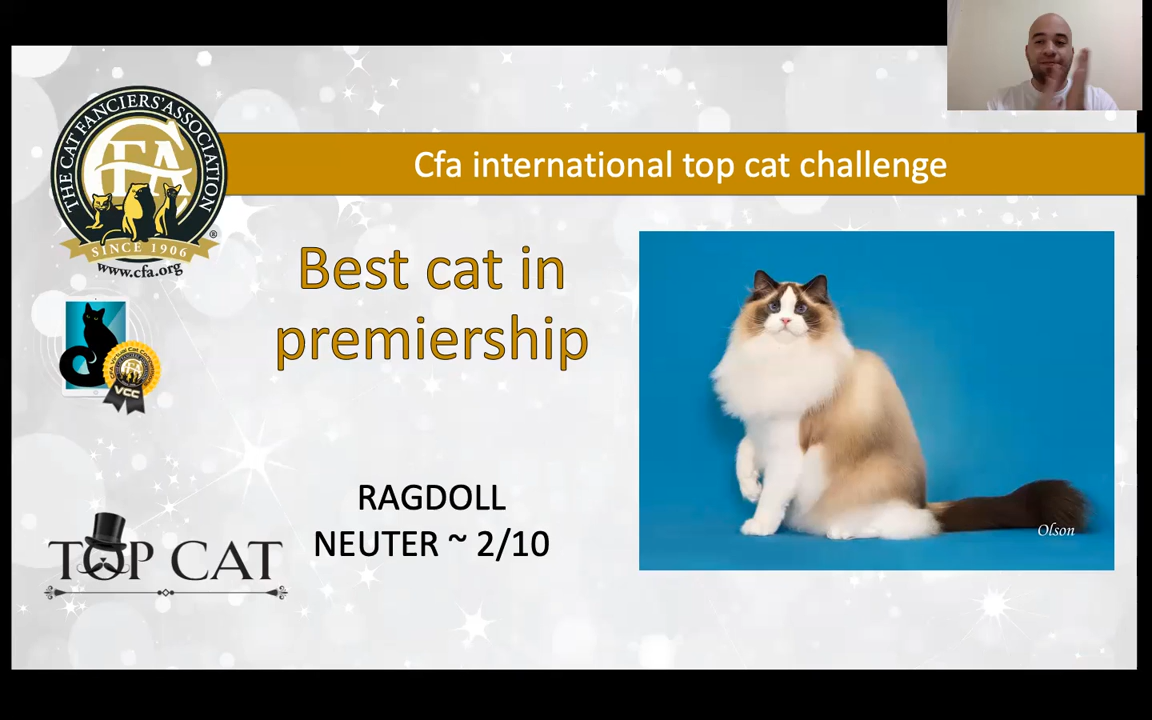 THE CAT FANCIERS' ASSOCIATION
CFA
SINCE 1906
®
www.cfa.org
Cfa international top cat challenge
Best cat in
premiership
VCC
RAGDOLL
NEUTER ~ 2/10
TOP CAT
Olson